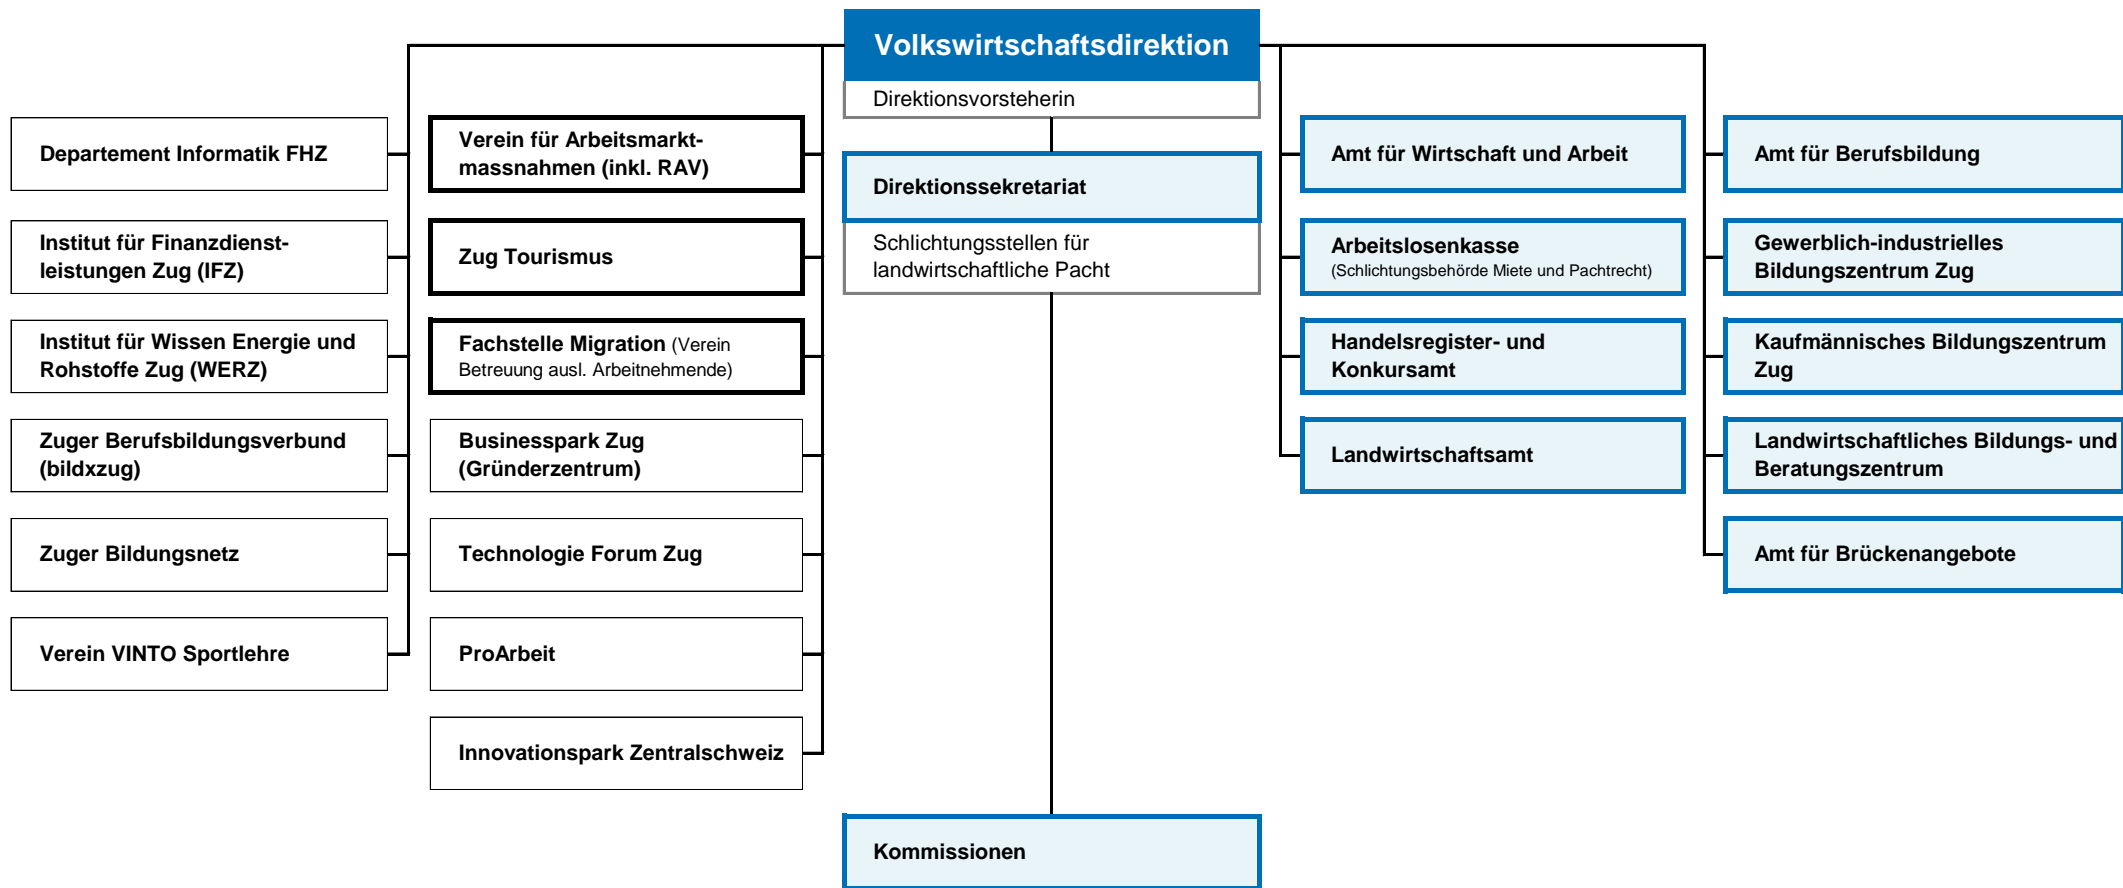 Volkswirtschaftsdirektion
Direktionsvorsteherin
Direktionssekretariat
Schlichtungsstellen für
landwirtschaftliche Pacht
Kommissionen
Departement Informatik FHZ
Institut für Finanzdienst-
leistungen Zug (IFZ)
Institut für Wissen Energie und
Rohstoffe Zug (WERZ)
Zuger Berufsbildungsverbund
(bildxzug)
Zuger Bildungsnetz
Verein VINTO Sportlehre
Verein für Arbeitsmarkt-
massnahmen (inkl. RAV)
Zug Tourismus
Fachstelle Migration (Verein
Betreuung ausl. Arbeitnehmende)
Businesspark Zug
(Gründerzentrum)
Technologie Forum Zug
ProArbeit
Innovationspark Zentralschweiz
Amt für Wirtschaft und Arbeit
Arbeitslosenkasse
(Schlichtungsbehörde Miete und Pachtrecht)
Handelsregister- und
Konkursamt
Landwirtschaftsamt
Amt für Berufsbildung
Gewerblich-industrielles
Bildungszentrum Zug
Kaufmännisches Bildungszentrum
Zug
Landwirtschaftliches Bildungs- und
Beratungszentrum
Amt für Brückenangebote